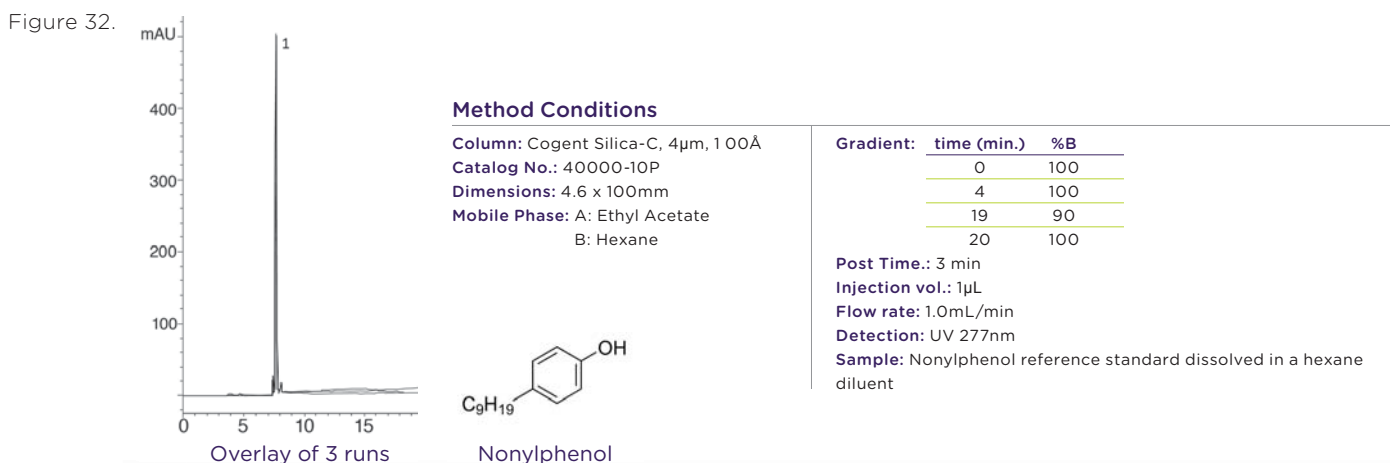 Figure 32.
mAU
1
400
300
200
100
0 5 10 15
Overlay of 3 runs
Method Conditions
Column: Cogent Silica-C, 4µm, 1 00Å
Catalog No.: 40000-10P
Dimensions: 4.6 x 100mm
Mobile Phase: A: Ethyl Acetate
B: Hexane
OH
C9H19
Nonylphenol
Gradient: time (min.) %B
0 100
4 100
19 90
20 100
Post Time.: 3 min
Injection vol.: 1µL
Flow rate: 1.0mL/min
Detection: UV 277nm
Sample: Nonylphenol reference standard dissolved in a hexane
diluent